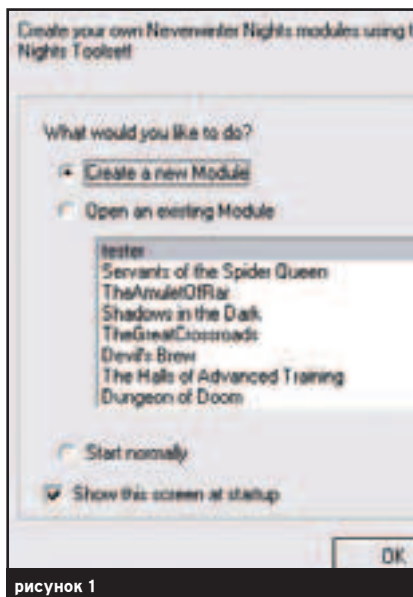 Create your own Neverwinter Nights modules using t
Nights Toolset!
What would you like to do?
Create a new Module
Open an existing Module
tester
Servants of the Spider Queen
TheAmuletOfRar
Shadows in the Dark
TheGreatCrossroads
Devil's Brew
The Halls of Advanced Training
Dungeon of Doom
Start normally
Show this screen at startup
OK
рисунок 1